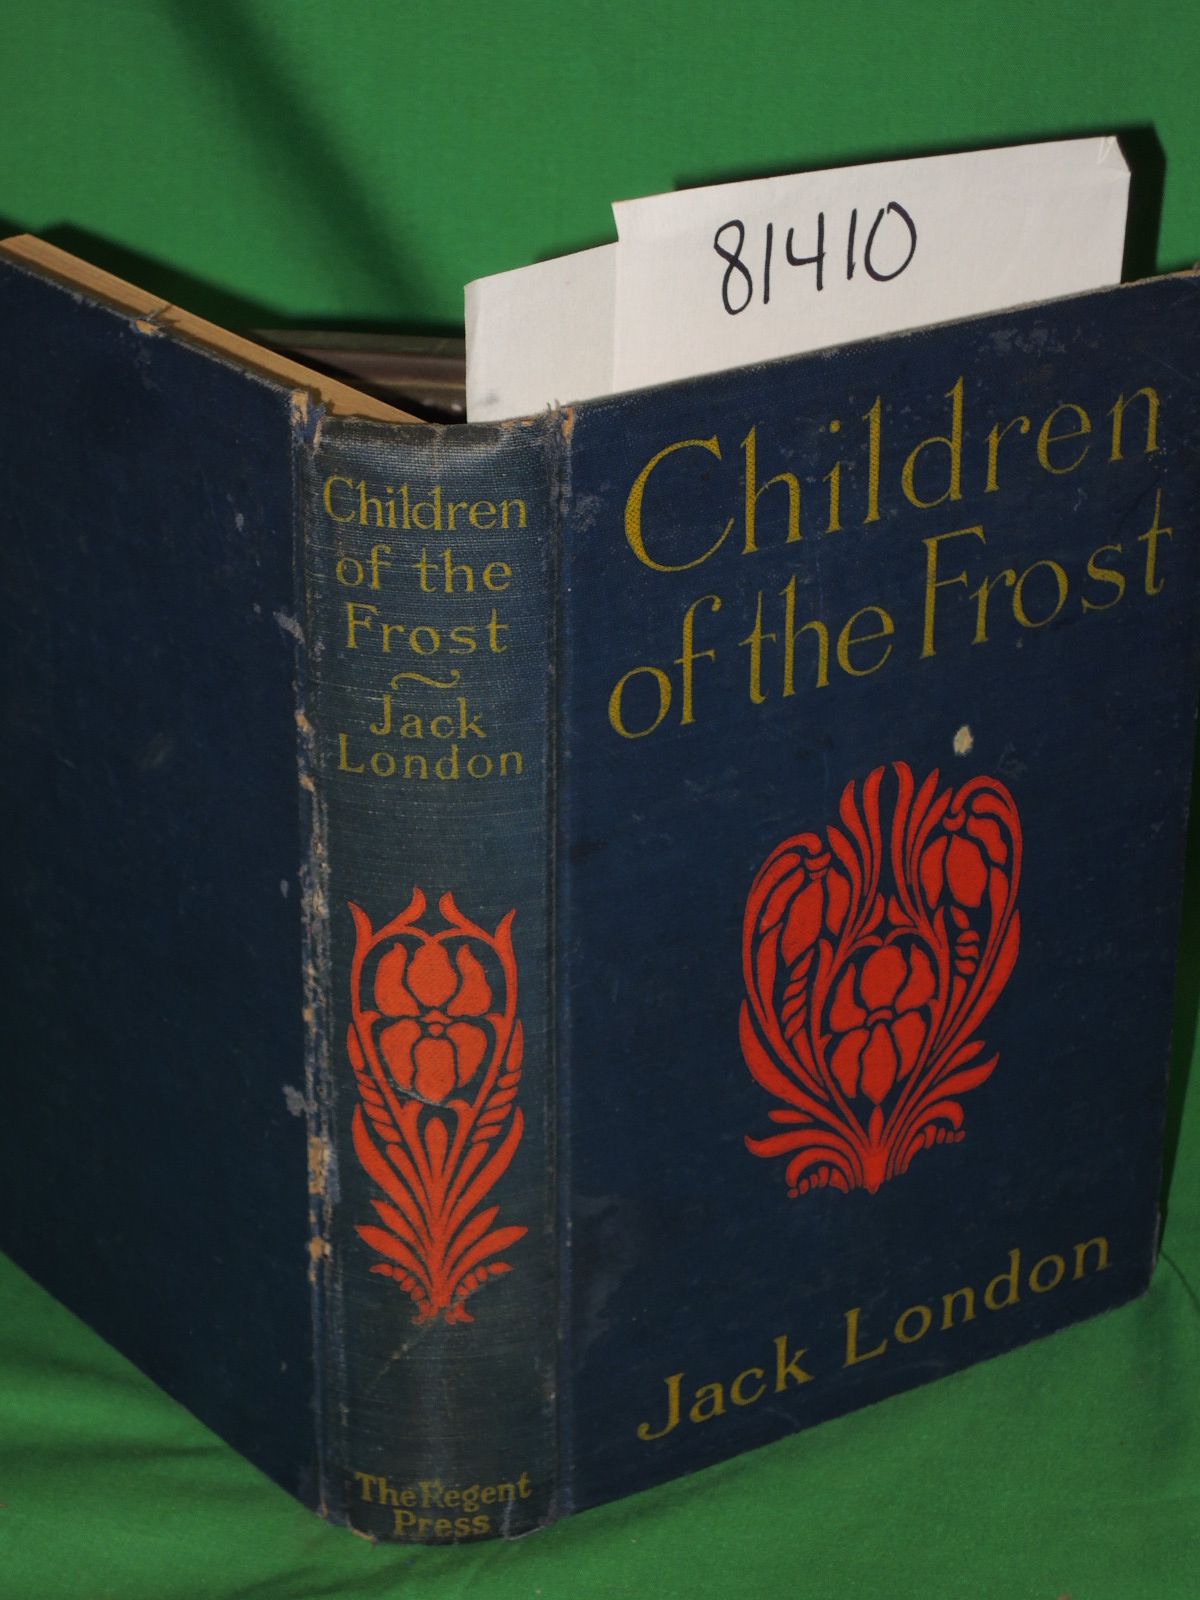 81410
Children
of the
Frost
Jack
London
The Regent
Press
Children
of the Frost
Jack London